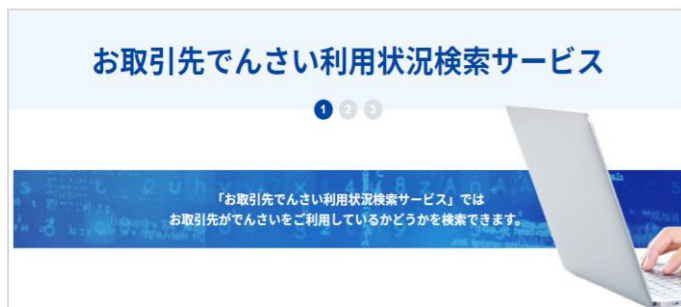 お取引先でんさい利用状況検索サービス
1 2 3
「お取引先でんさい利用状況検索サービス」では
お取引先がでんさいをご利用しているかどうかを検索できます。